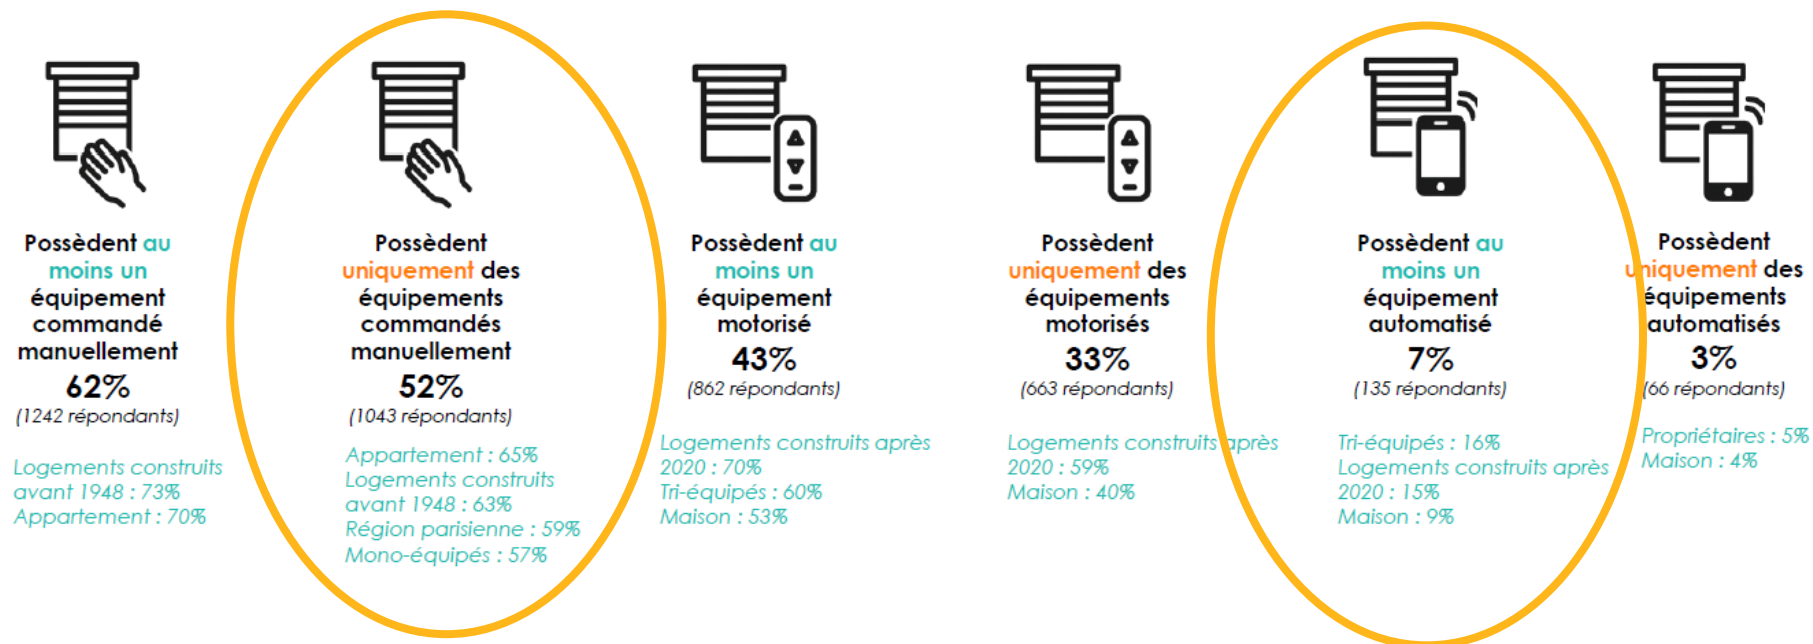 Possèdent au
moins un
équipement
commandé
manuellement
62%
(1242 répondants)
Logements construits
avant 1948 : 73%
Appartement : 70%
Possèdent
uniquement des
équipements
commandés
manuellement
52%
(1043 répondants)
Appartement : 65%
Logements construits
avant 1948 : 63%
Région parisienne : 59%
Mono-équipés : 57%
Possèdent au
moins un
équipement
motorisé
43%
(862 répondants)
Logements construits après
2020 : 70%
Tri-équipés : 60%
Maison : 53%
Possèdent
uniquement des
équipements
motorisés
33%
(663 répondants)
Logements construits après
2020 : 59%
Maison : 40%
Possèdent au
moins un
équipement
automatisé
7%
(135 répondants)
Tri-équipés : 16%
Logements construits après
2020 : 15%
Maison : 9%
Possèdent
uniquement des
équipements
automatisés
3%
(66 répondants)
Propriétaires : 5%
Maison : 4%